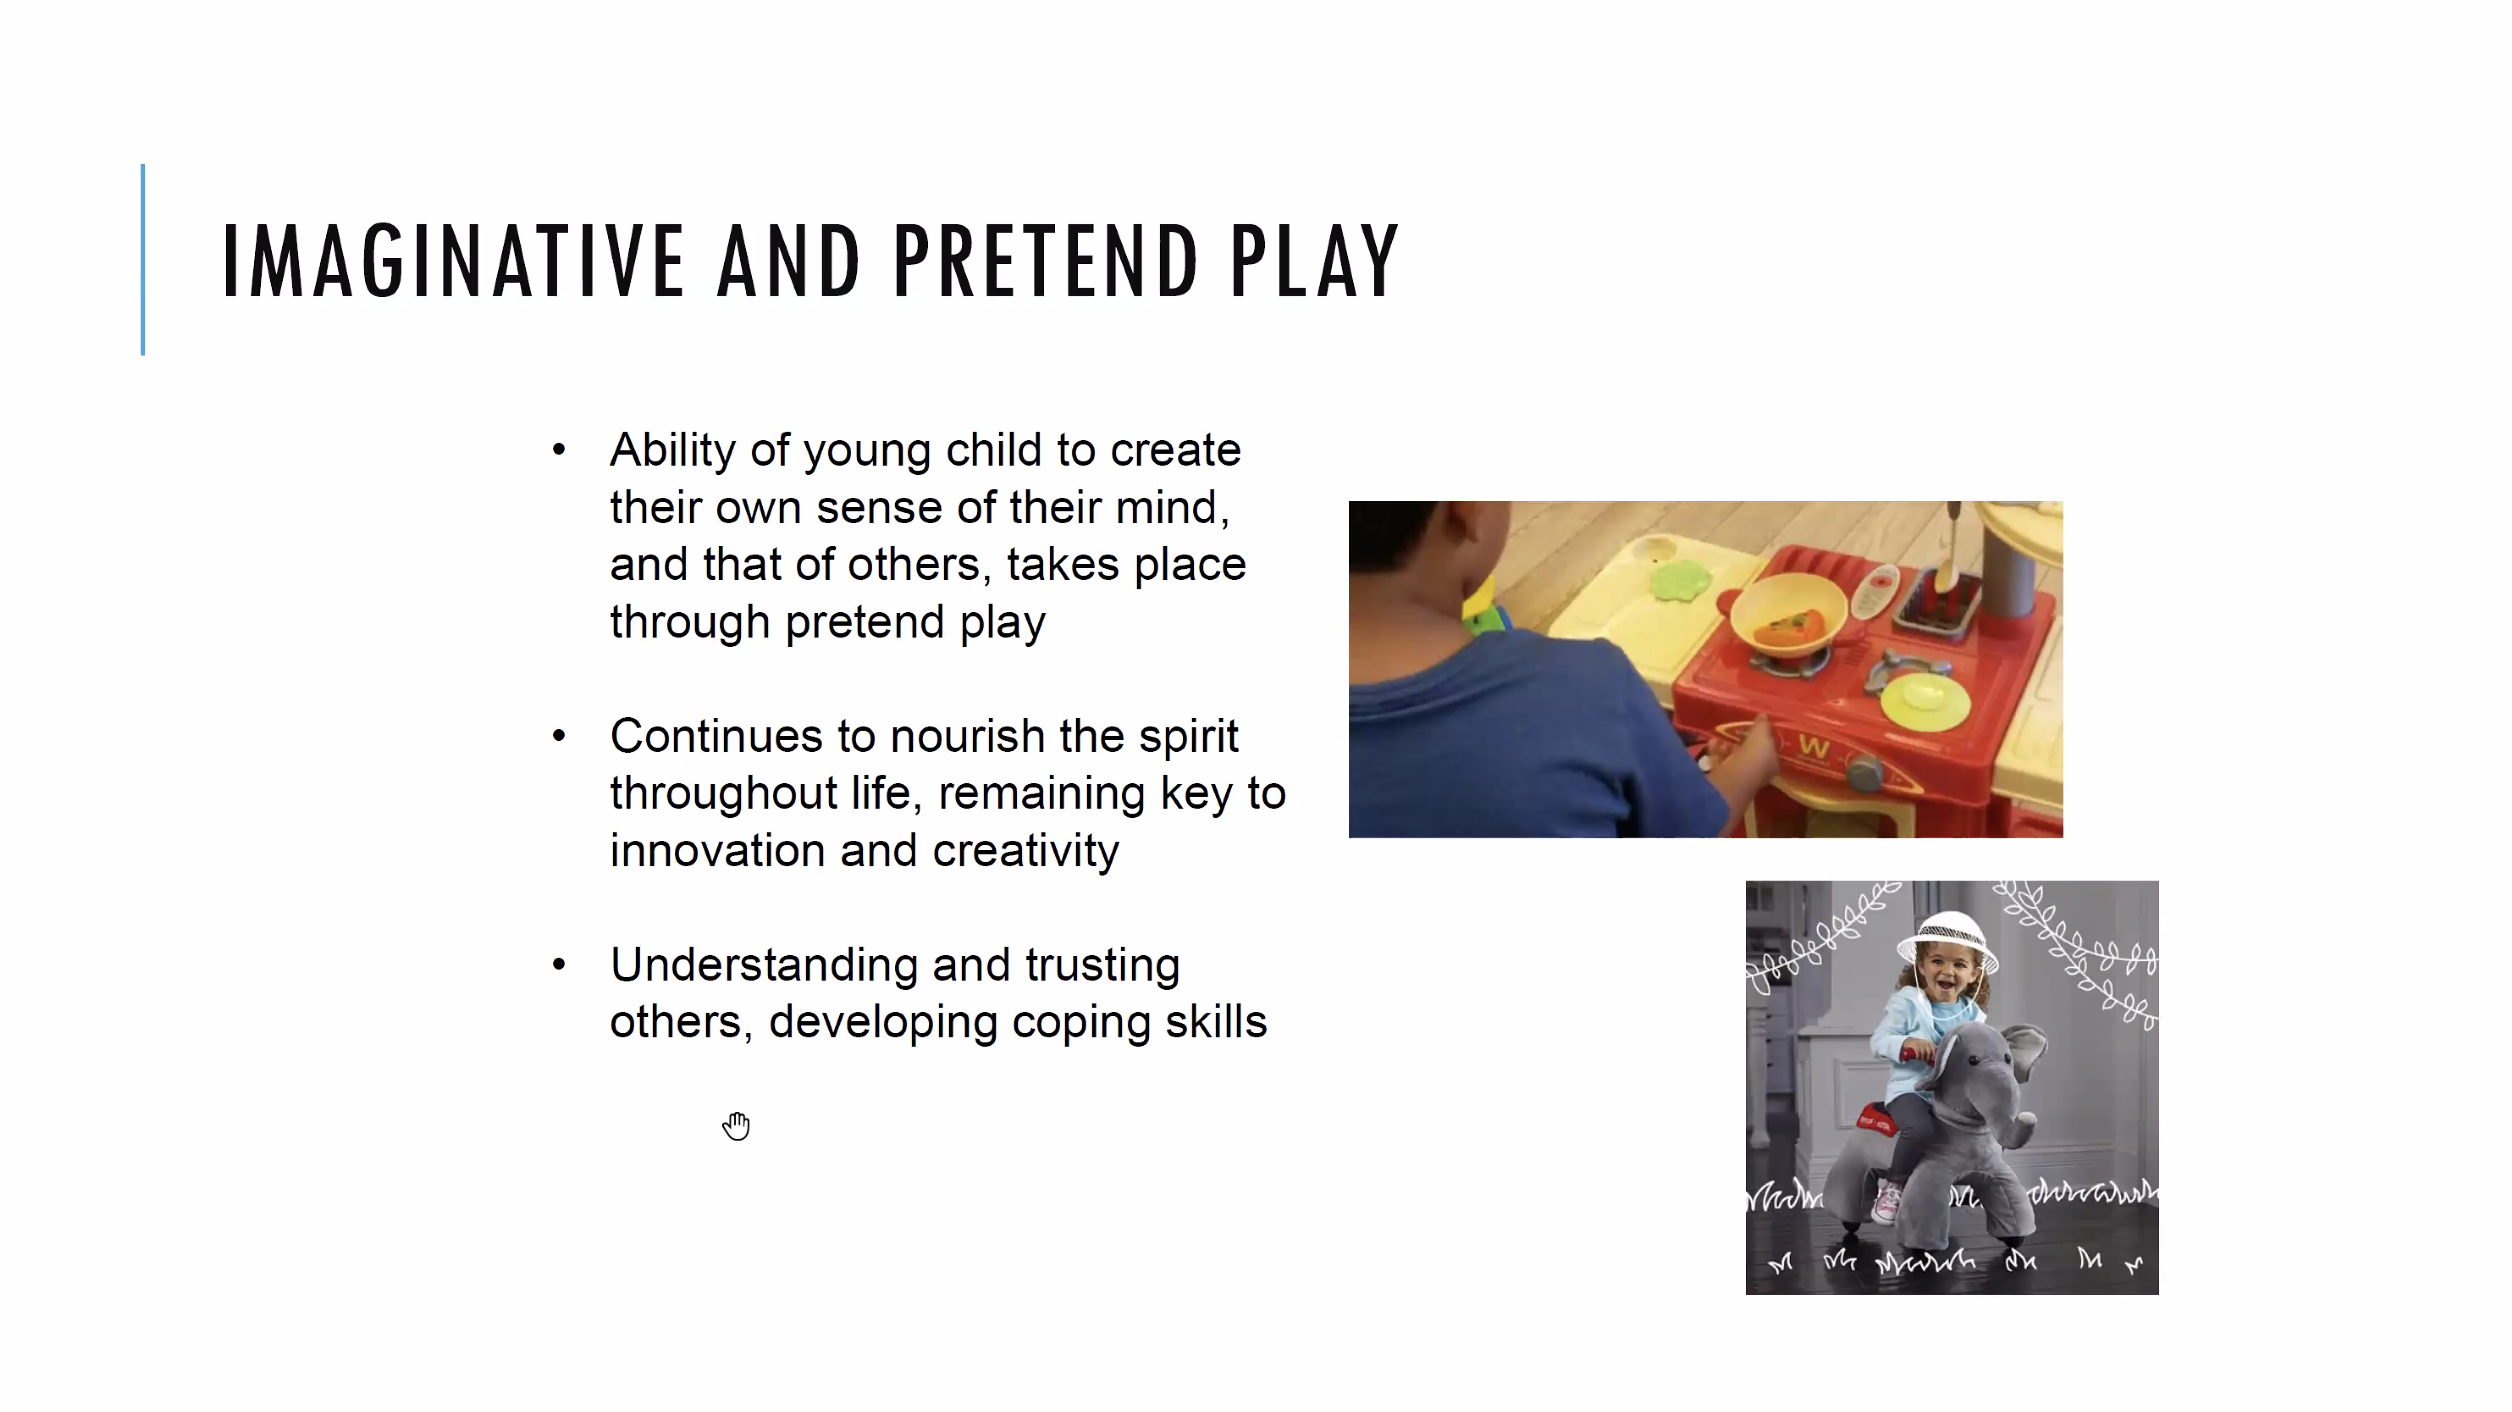 IMAGINATIVE AND PRETEND PLAY
• Ability of young child to create
their own sense of their mind,
and that of others, takes place
through pretend play
• Continues to nourish the spirit
throughout life, remaining key to
innovation and creativity
• Understanding and trusting
others, developing coping skills
W